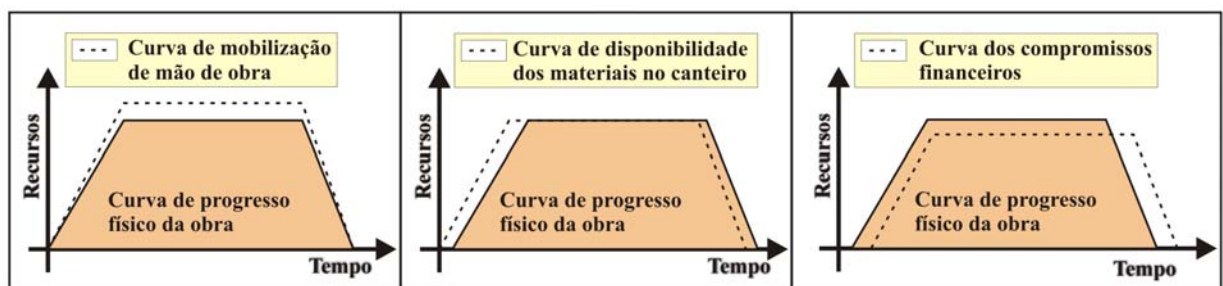 Curva de mobilização
de mão de obra
Recursos
Curva de progresso
físico da obra
Tempo
Curva de disponibilidade
dos materiais no canteiro
Recursos
Curva de progresso
físico da obra
Tempo
Curva dos compromissos
financeiros
Recursos
Curva de progresso
físico da obra
Tempo